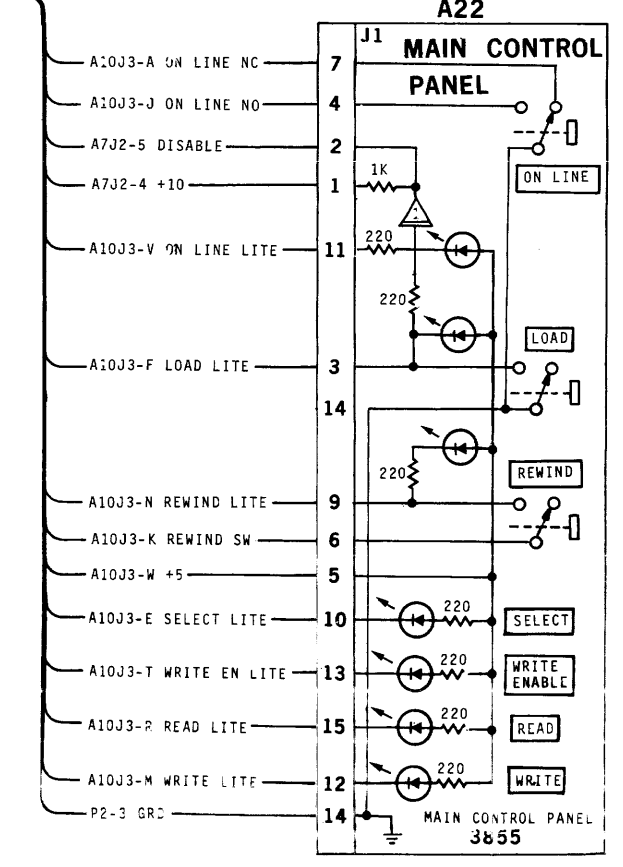 A22
J1 MAIN CONTROL
PANEL
A10J3-A ON LINE NC 7
A10J3-J ON LINE NO 4
A7J2-5 DISABLE 2
1K
A7J2-4 +10 1
ON LINE
1
220
A10J3-V ON LINE LITE 11
220
LOAD
A10J3-F LOAD LITE 3
14
REWIND
220
A10J3-N REWIND LITE 9
A10J3-K REWIND SW 6
A10J3-W +5 5
220
A10J3-E SELECT LITE 10 SELECT
220
A10J3-T WRITE EN LITE 13 WRITE
ENABLE
220
A10J3-R READ LITE 15 READ
220
A10J3-M WRITE LITE 12 WRITE
P2-3 GRD 14 MAIN CONTROL PANEL
3855